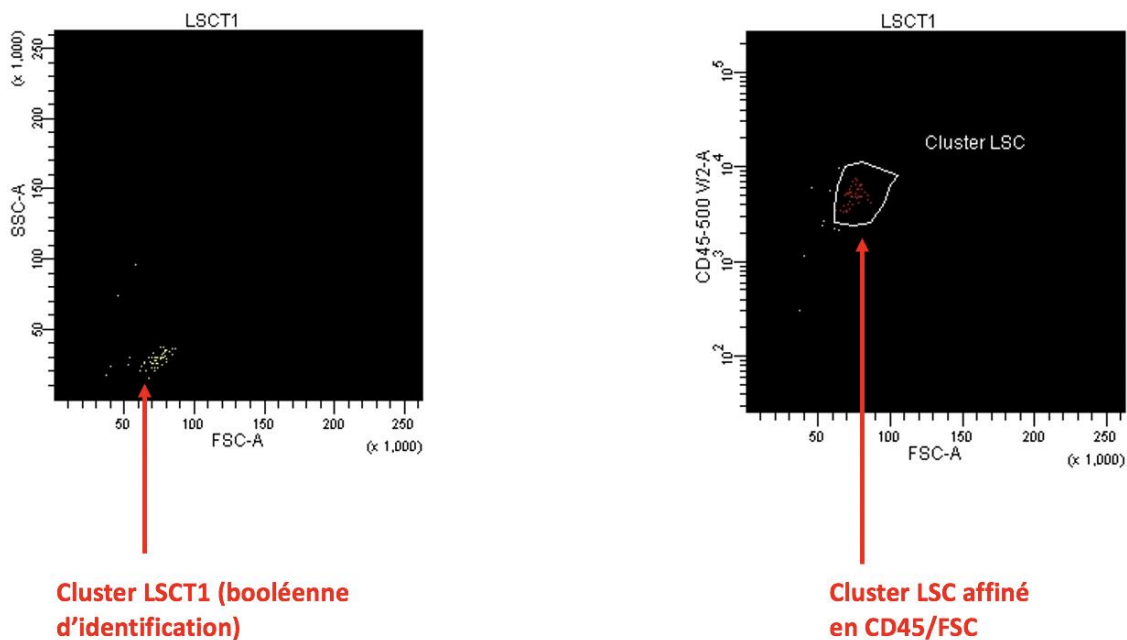 LSCT1
(x 1,000)
250
200
150
100
50
SSC-A
50 100 150 200 250
FSC-A
(x 1,000)
Cluster LSCT1 (booléenne
d'identification)
LSCT1
10^5
10^4
10^3
10^2
CD45-500 V/2-A
Cluster LSC
50 100 150 200 250
FSC-A
(x 1,000)
Cluster LSC affiné
en CD45/FSC